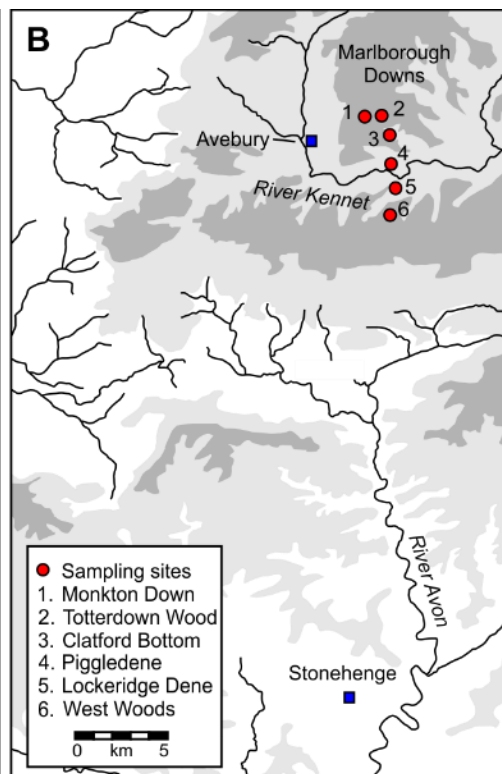 B
Marlborough
Downs
1
2
Avebury
3
4
River Kennet
5
6
River Avon
Stonehenge
Sampling sites
1. Monkton Down
2. Totterdown Wood
3. Clatford Bottom
4. Piggledene
5. Lockeridge Dene
6. West Woods
0 km 5